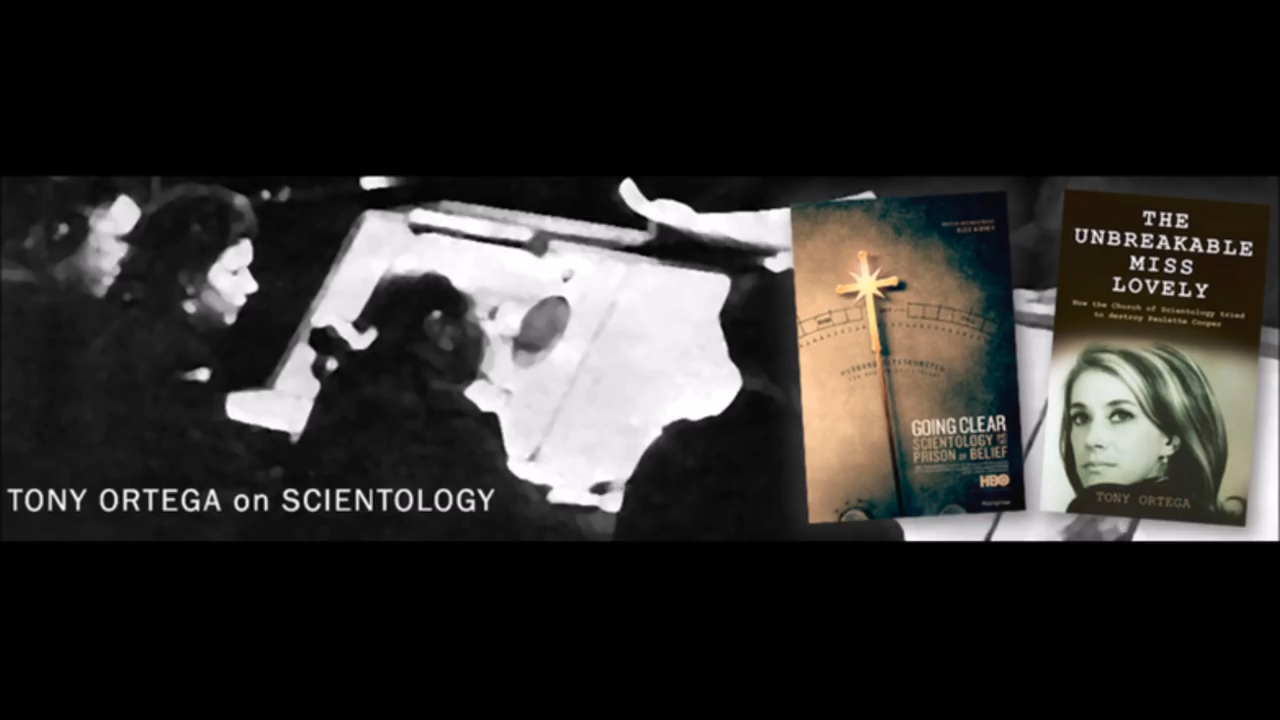 TONY ORTEGA on SCIENTOLOGY
GOING CLEAR
SCIENTOLOGY
PRISON OF BELIEF
HBO
THE
UNBREAKABLE
MISS
LOVELY
How the Church of Scientology tried
to destroy Paulette Cooper
TONY ORTEGA